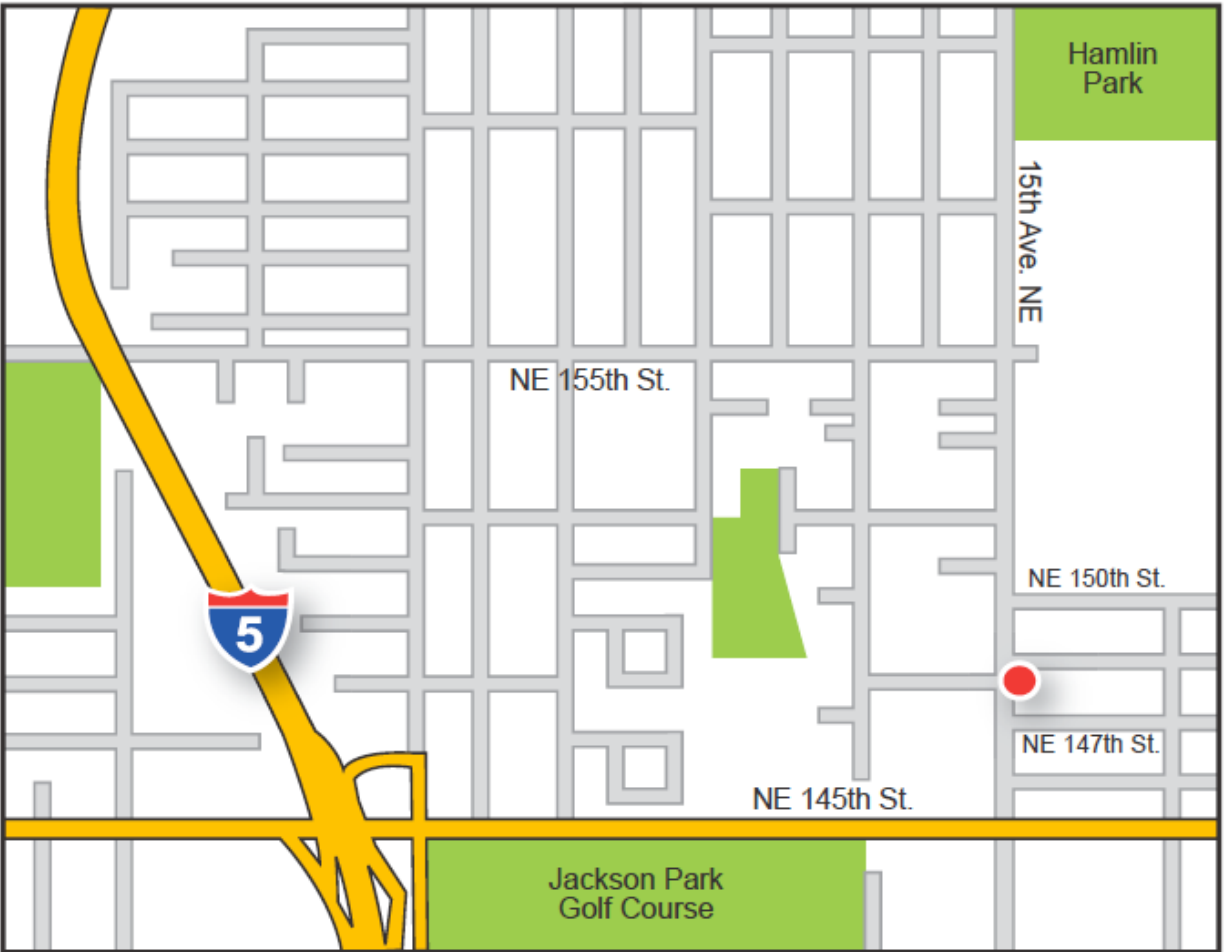 Hamlin
Park
15th Ave. NE
NE 155th St.
NE 150th St.
5
NE 147th St.
NE 145th St.
Jackson Park
Golf Course